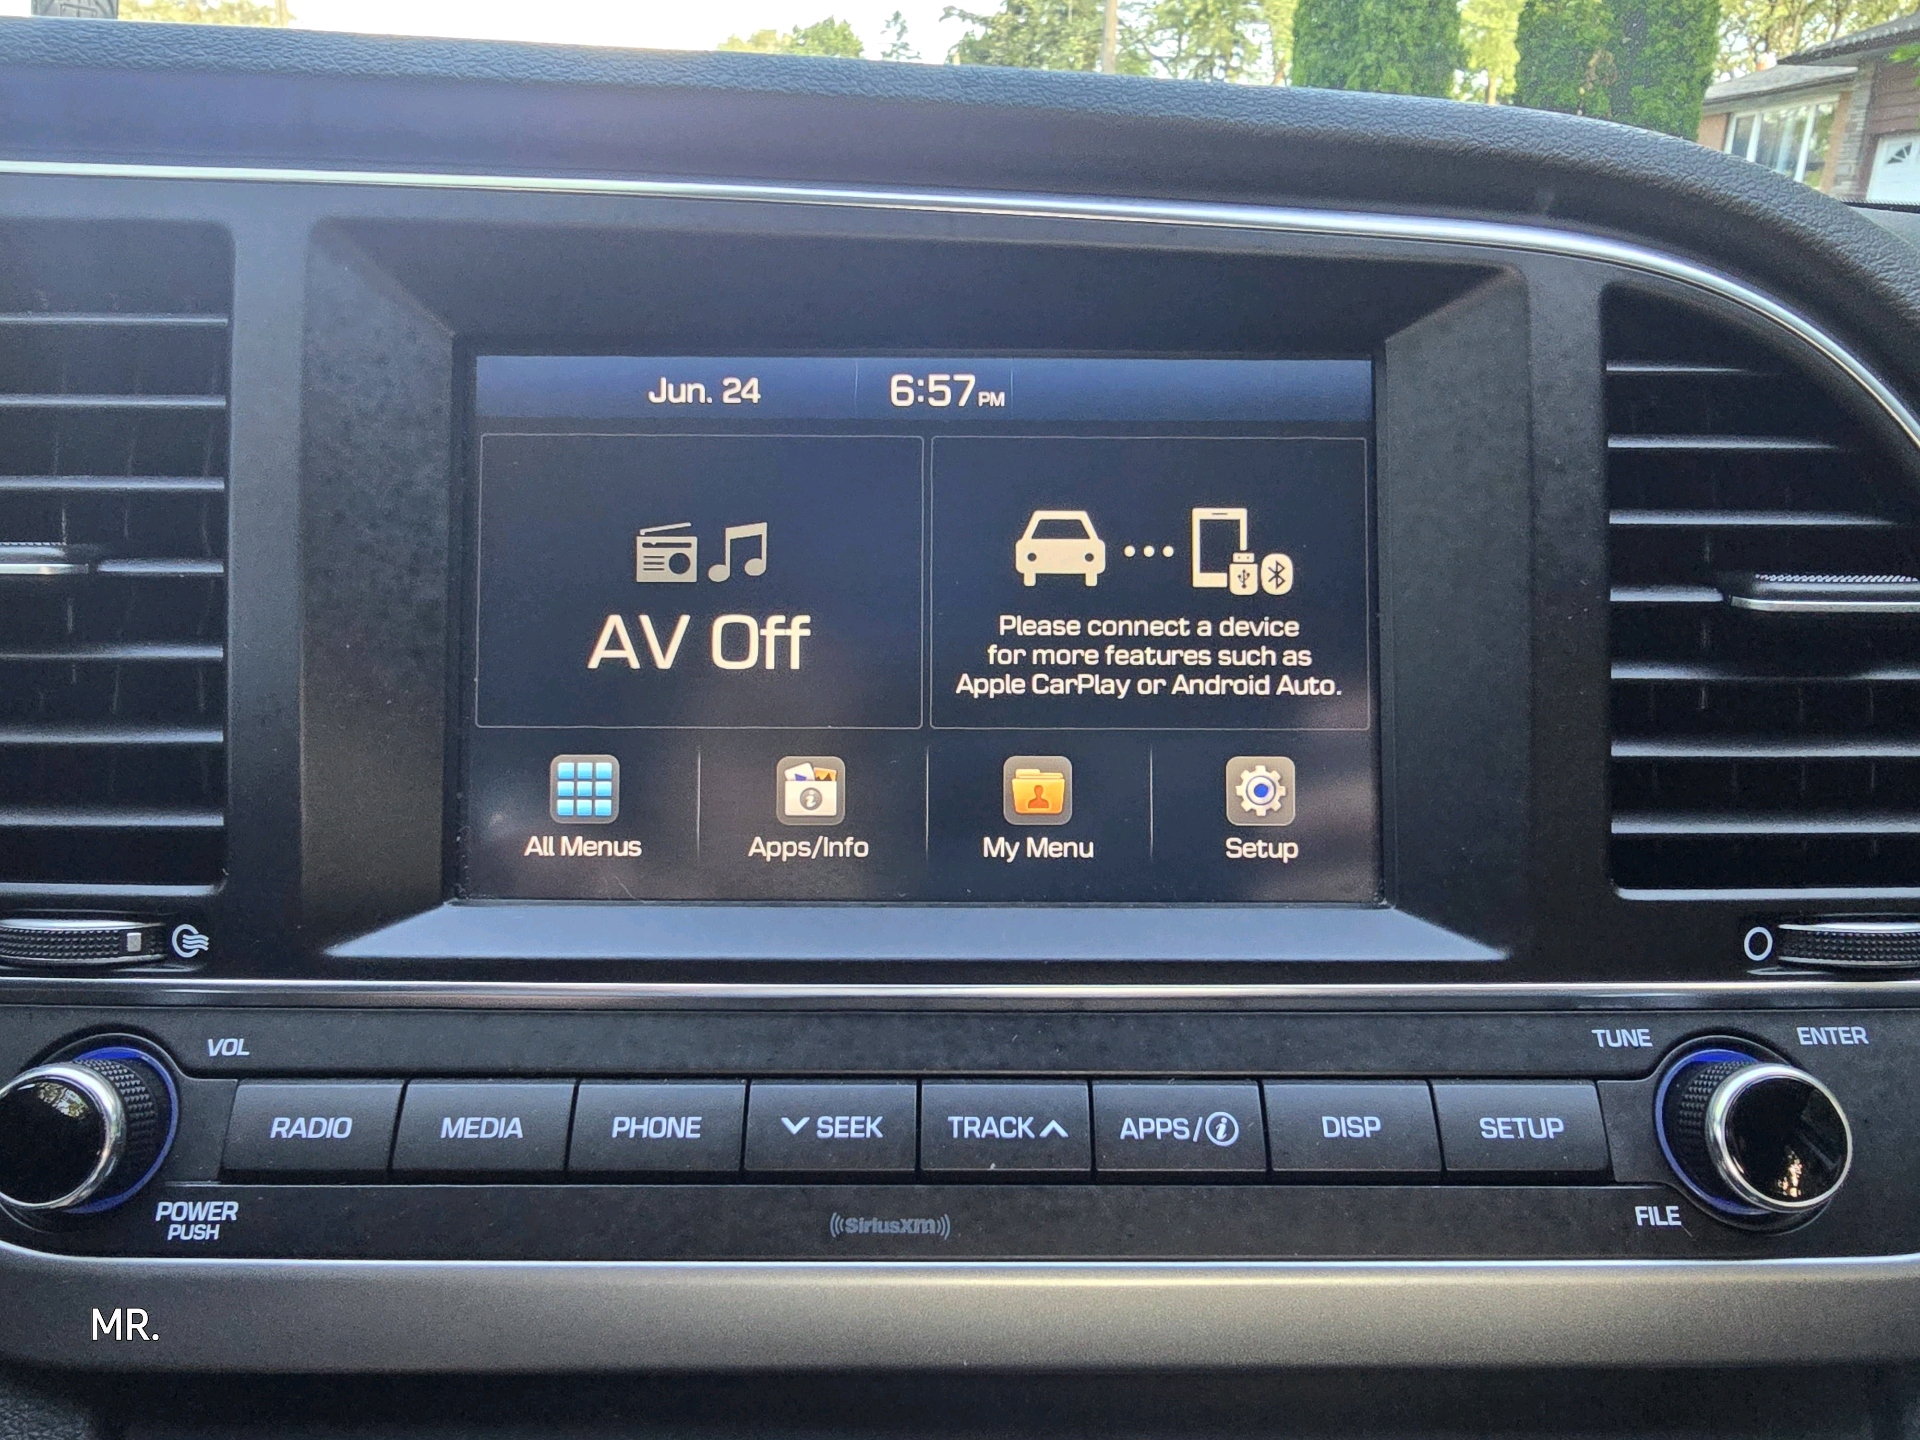 Jun. 24
6:57 PM
AV Off
Please connect a device
for more features such as
Apple CarPlay or Android Auto.
All Menus
Apps/Info
My Menu
Setup
VOL
TUNE
ENTER
RADIO
MEDIA
PHONE
SEEK
TRACK
APPS/i
DISP
SETUP
POWER
PUSH
FILE
SiriusXM
MR.